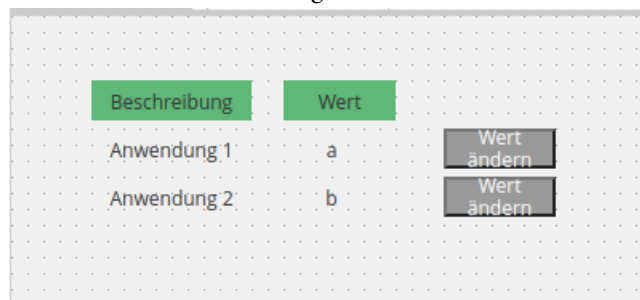 Beschreibung Wert
Anwendung 1 a Wert ändern
Anwendung 2 b Wert ändern